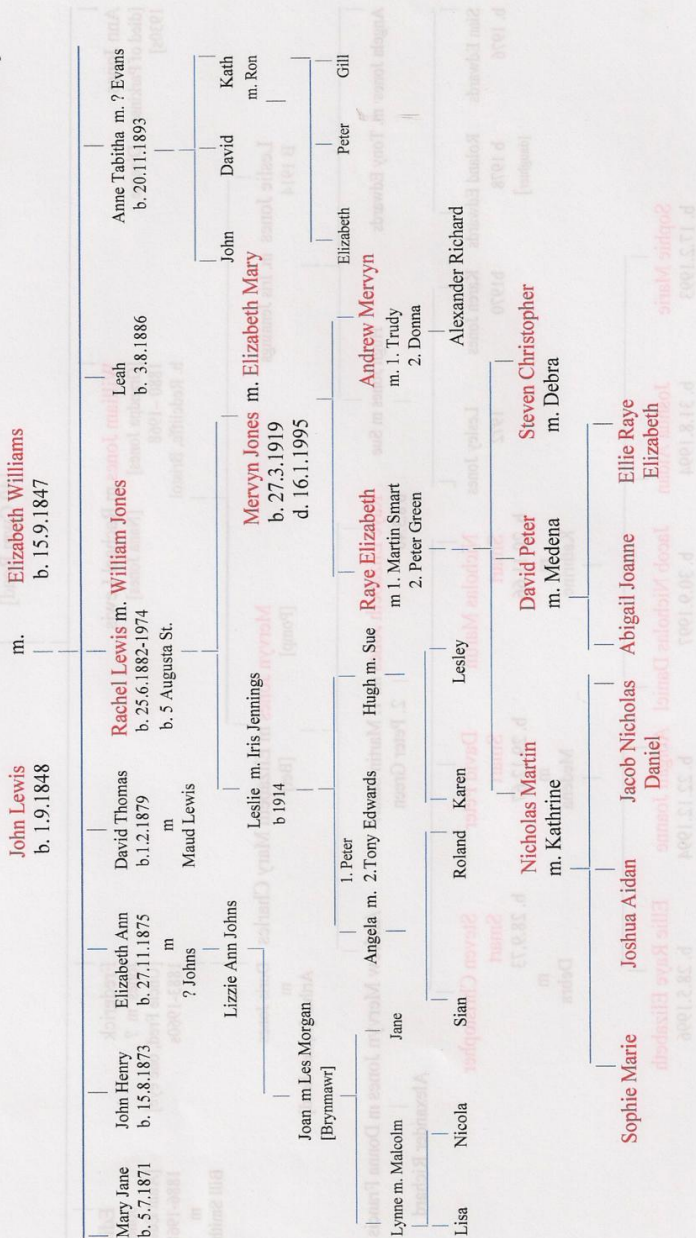 John Lewis m. Elizabeth Williams
b. 1.9.1848 b. 15.9.1847
Mary Jane John Henry Elizabeth Ann David Thomas Rachel Lewis m. William Jones Leah Anne Tabitha m. ? Evans
b. 5.7.1871 b. 15.8.1873 b. 27.11.1875 b.1.2.1879 b. 25.6.1882-1974 b. 3.8.1886 b. 20.11.1893
m m b. 5 Augusta St.
? Johns Maud Lewis
John David Kath
m. Ron
Lizzie Ann Johns
Leslie m. Iris Jennings
b 1914
Mervyn Jones m. Elizabeth Mary
b. 27.3.1919
d. 16.1.1995
Joan m Les Morgan
[Brynmawr]
1. Peter
Angela m. 2.Tony Edwards
Hugh m. Sue
Raye Elizabeth
m 1. Martin Smart
2. Peter Green
Andrew Mervyn
m. 1. Trudy
2. Donna
Elizabeth Peter Gill
Lynne m. Malcolm Jane
Alexander Richard
Lisa Nicola Sian Roland Karen Lesley
Nicholas Martin David Peter Steven Christopher
m. Kathrine m. Medena m. Debra
Sophie Marie Joshua Aidan Jacob Nicholas Abigail Joanne Ellie Raye
Daniel Elizabeth